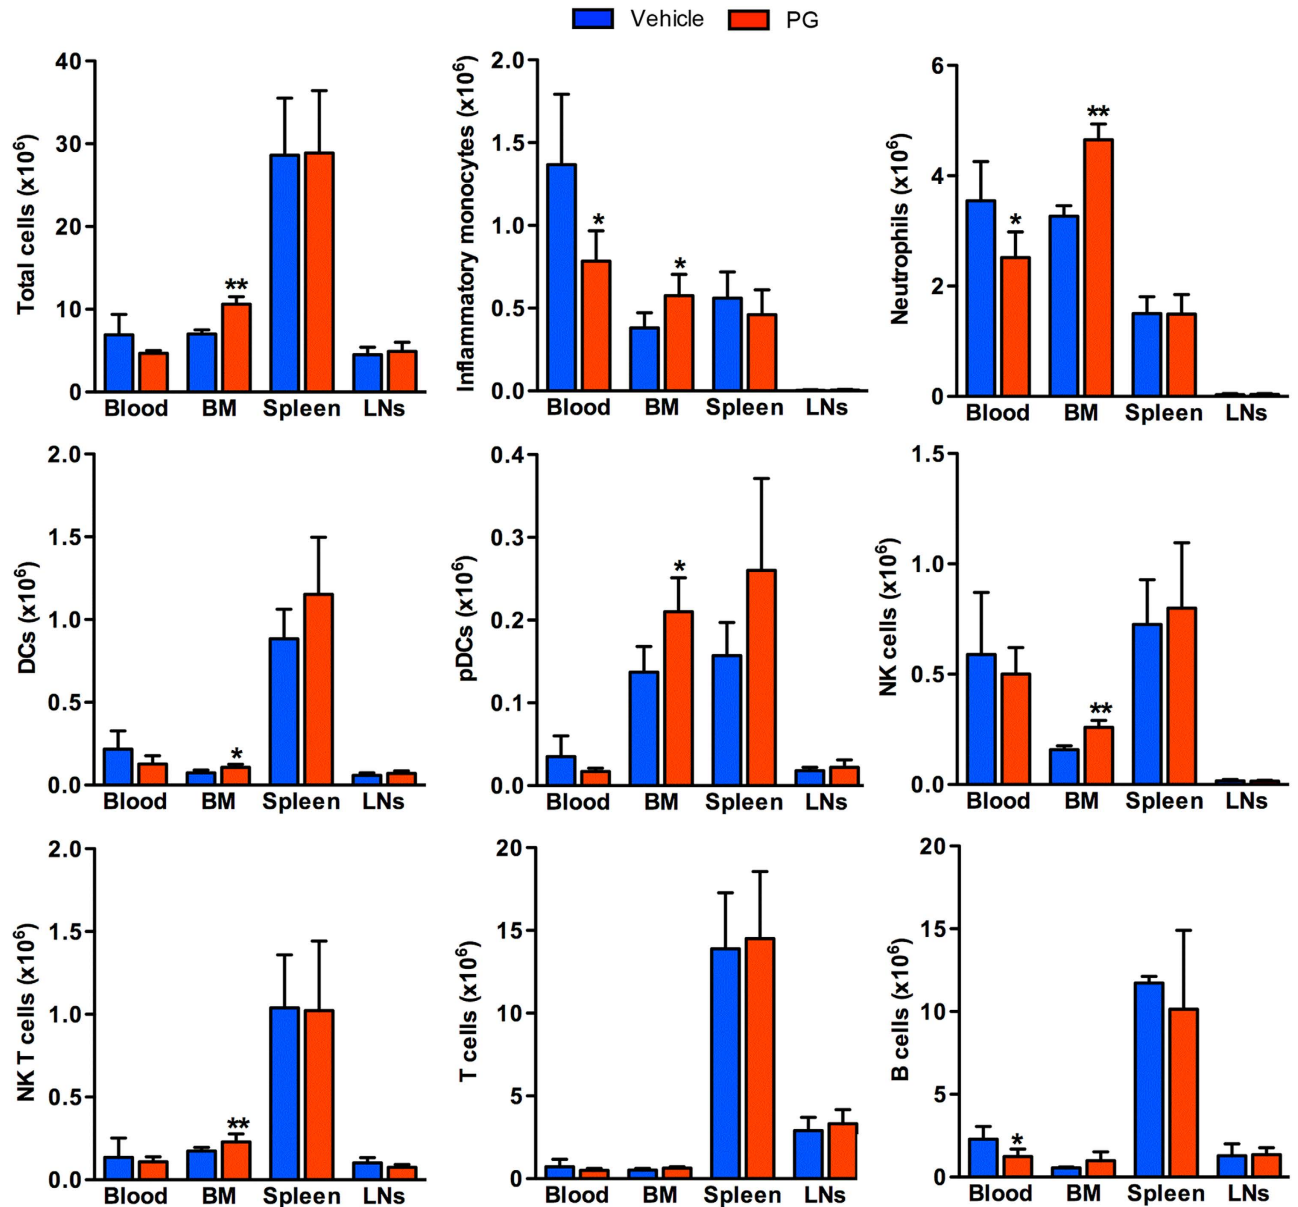 Vehicle PG
Total cells (x10⁶)
40
30
20
10
0
**
Blood BM Spleen LNs
Inflammatory monocytes (x10⁶)
2.0
1.5
1.0
0.5
0.0
*
*
Blood BM Spleen LNs
Neutrophils (x10⁶)
6
4
2
0
*
**
Blood BM Spleen LNs
DCs (x10⁶)
2.0
1.5
1.0
0.5
0.0
*
Blood BM Spleen LNs
pDCs (x10⁶)
0.4
0.3
0.2
0.1
0.0
*
Blood BM Spleen LNs
NK cells (x10⁶)
1.5
1.0
0.5
0.0
**
Blood BM Spleen LNs
NK T cells (x10⁶)
2.0
1.5
1.0
0.5
0.0
**
Blood BM Spleen LNs
T cells (x10⁶)
20
15
10
5
0
Blood BM Spleen LNs
B cells (x10⁶)
20
15
10
5
0
*
Blood BM Spleen LNs